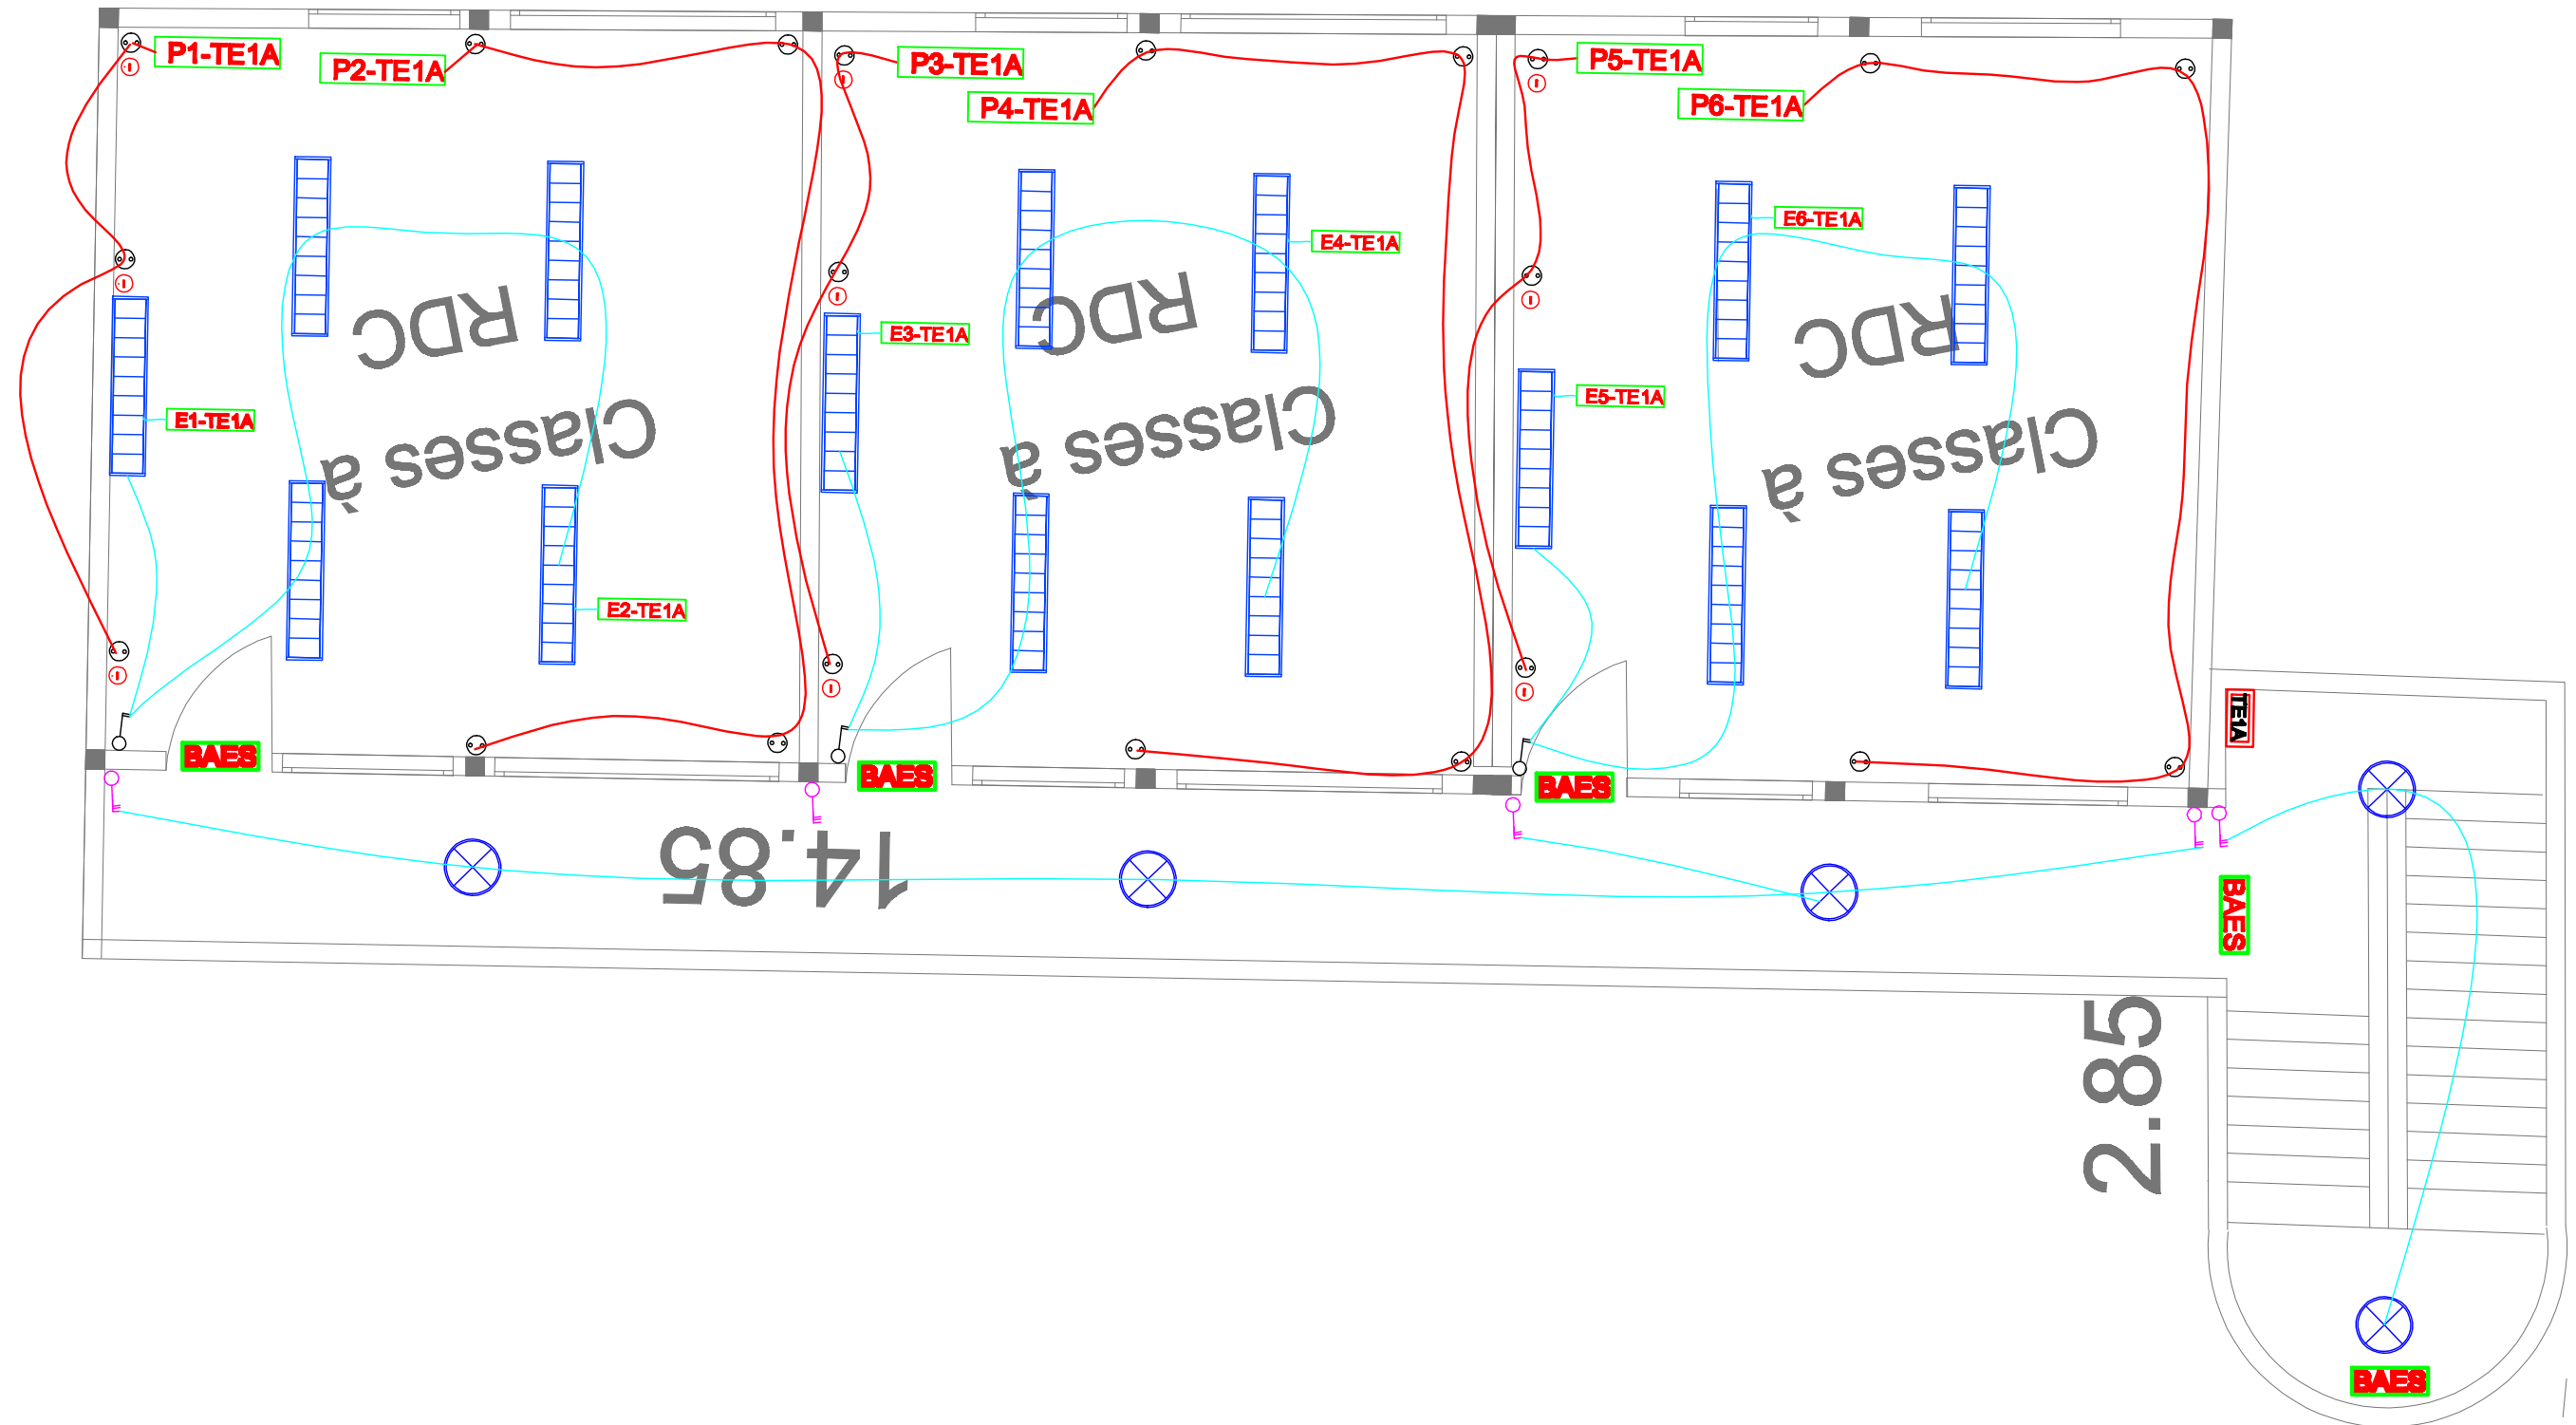 P1-TE1A
P2-TE1A
P3-TE1A
P4-TE1A
P5-TE1A
P6-TE1A
E6-TE1A
E4-TE1A
E3-TE1A
E5-TE1A
E1-TE1A
E2-TE1A
Classes à
RDC
Classes à
RDC
Classes à
RDC
TE1A
BAES
BAES
BAES
14.85
BAES
2.85
BAES